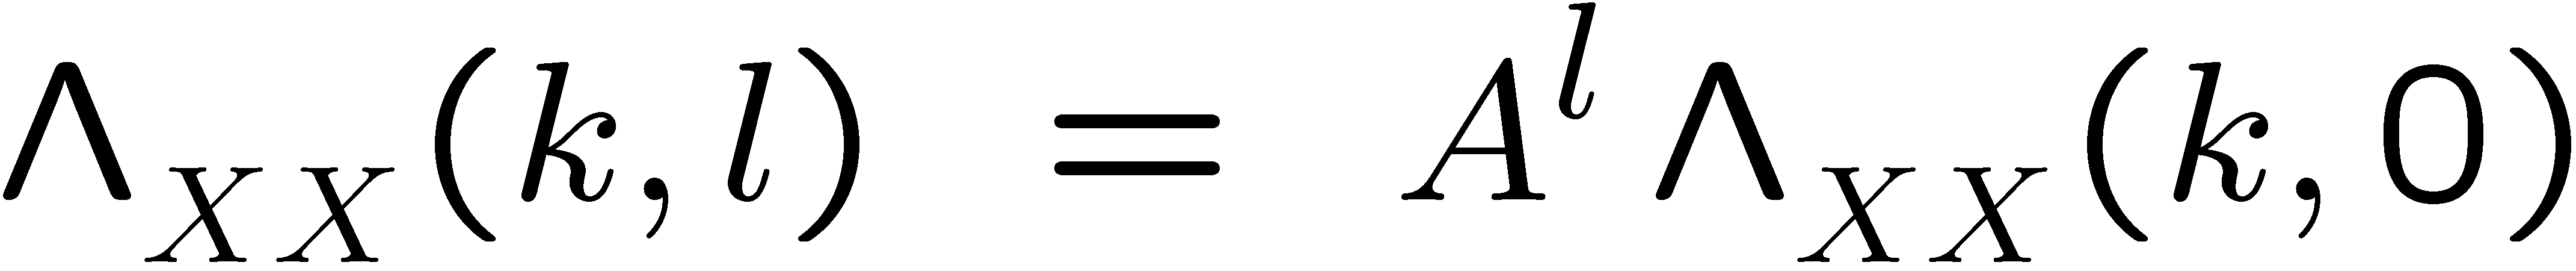 Λ_{XX}(k, l) = A^l Λ_{XX}(k, 0)